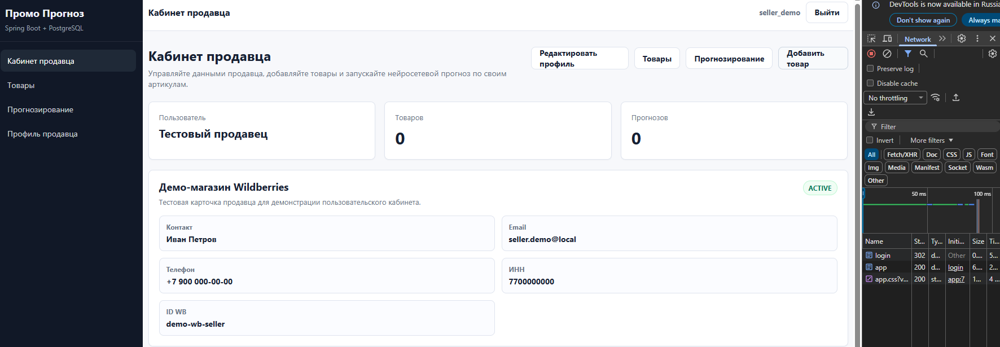 Промо Прогноз
Spring Boot + PostgreSQL
Кабинет продавца
Товары
Прогнозирование
Профиль продавца
Кабинет продавца
seller_demo
Выйти
Кабинет продавца
Управляйте данными продавца, добавляйте товары и запускайте нейросетевой прогноз по своим
артикулам.
Редактировать
профиль
Товары
Прогнозирование
Добавить
товар
Пользователь
Тестовый продавец
Товаров
0
Прогнозов
0
Демо-магазин Wildberries
ACTIVE
Тестовая карточка продавца для демонстрации пользовательского кабинета.
Контакт
Иван Петров
Email
seller.demo@local
Телефон
+7 900 000-00-00
ИНН
7700000000
ID WB
demo-wb-seller
DevTools is now available in Russia
Don't show again
Always ma
Network
Preserve log
Disable cache
No throttling
Filter
Invert
More filters
All
Fetch/XHR
Doc
CSS
JS
Font
Img
Media
Manifest
Socket
Wasm
Other
50 ms
100 ms
Name St... Ty... Initi... Size Ti...
login 302 d... Other 0.... 5...
app 200 d... login 6.... 2...
app.css?v... 200 st... app:7 1... 4 ...